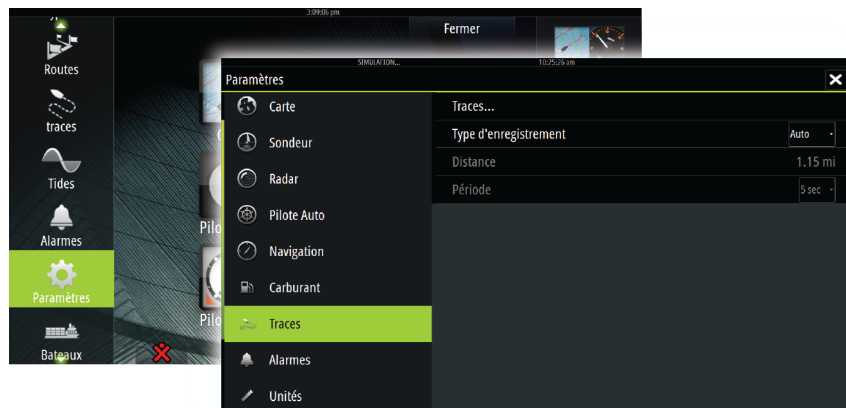 3:09:06 pm
Fermer
Routes
traces
Tides
Alarmes
Paramètres
Bateaux
Pilo
Pilo
SIMULATION...
10:25:26 am
Paramètres
Carte
Sondeur
Radar
Pilote Auto
Navigation
Carburant
Traces
Alarmes
Unités
Traces...
Type d'enregistrement
Auto
Distance
1.15 mi
Période
5 sec